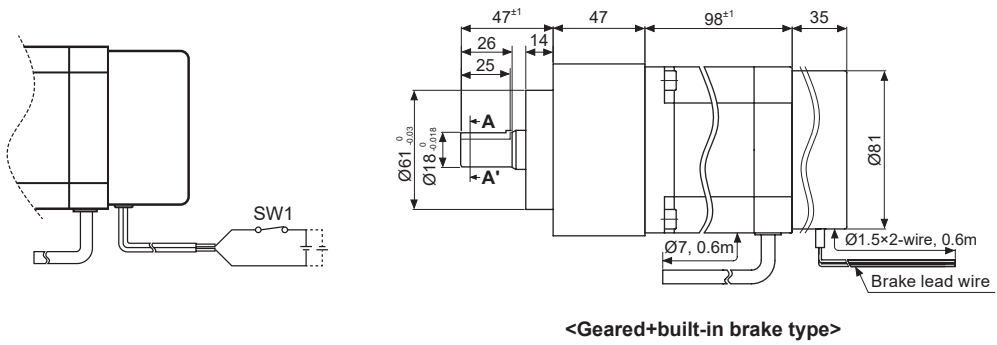 SW1
47±1
47
98±1
35
26
14
25
A
A'
Ø61 0 -0.03
Ø18 0 -0.018
Ø81
Ø7, 0.6m
Ø1.5×2-wire, 0.6m
Brake lead wire
<Geared+built-in brake type>